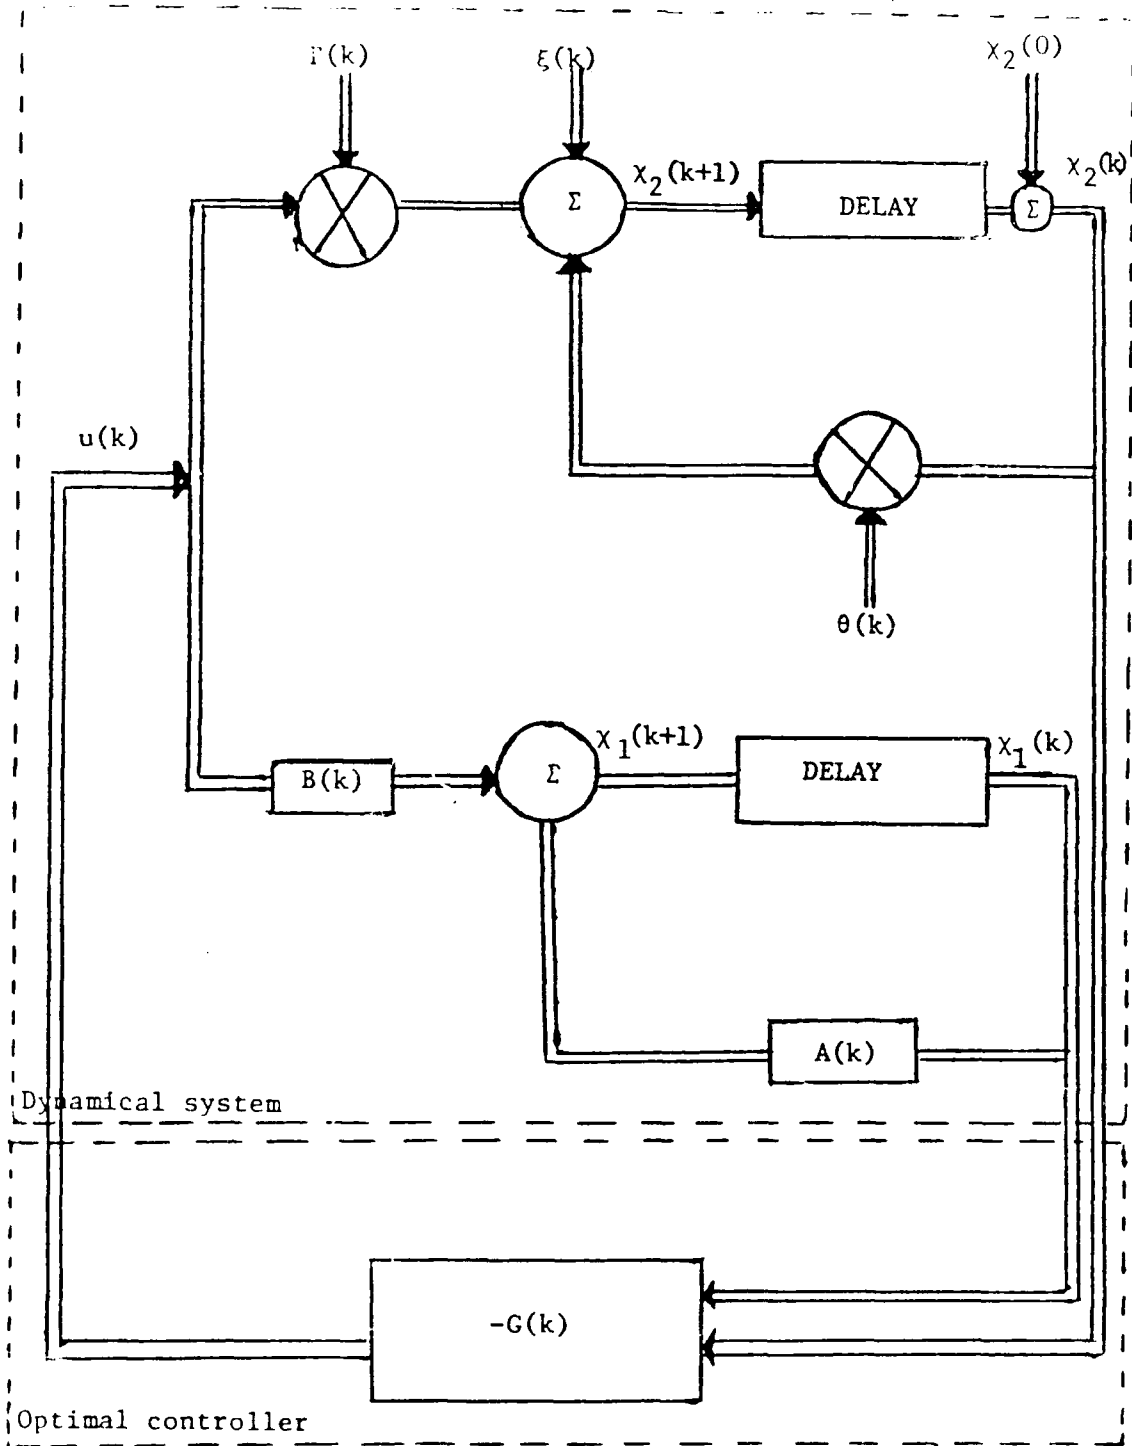 Γ(k)
ξ(k)
χ₂(0)
χ₂(k+1)
χ₂(k)
DELAY
Σ
Σ
u(k)
θ(k)
χ₁(k+1)
χ₁(k)
B(k)
Σ
DELAY
A(k)
Dynamical system
-G(k)
Optimal controller